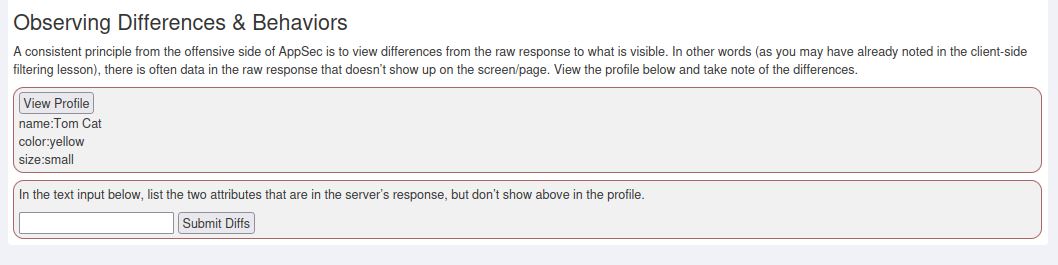 Observing Differences & Behaviors
A consistent principle from the offensive side of AppSec is to view differences from the raw response to what is visible. In other words (as you may have already noted in the client-side
filtering lesson), there is often data in the raw response that doesn't show up on the screen/page. View the profile below and take note of the differences.
View Profile
name:Tom Cat
color:yellow
size:small
In the text input below, list the two attributes that are in the server's response, but don't show above in the profile.
Submit Diffs